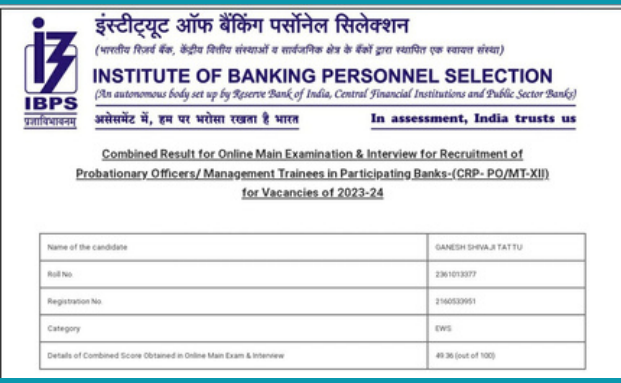 इंस्टीट्यूट ऑफ बैंकिंग पर्सोनेल सिलेक्शन
(भारतीय रिज़र्व बैंक, केंद्रीय वित्तीय संस्थाओं व सार्वजनिक क्षेत्र के बैंकों द्वारा स्थापित एक स्वायत्त संस्था)
INSTITUTE OF BANKING PERSONNEL SELECTION
(An autonomous body set up by Reserve Bank of India, Central Financial Institutions and Public Sector Banks)
IBPS
प्रज्ञाविभावनम्
असेसमेंट में, हम पर भरोसा रखता है भारत In assessment, India trusts us
Combined Result for Online Main Examination & Interview for Recruitment of
Probationary Officers/ Management Trainees in Participating Banks-(CRP- PO/MT-XII)
for Vacancies of 2023-24
Name of the candidate GANESH SHIVAJI TATTU
Roll No. 2361013377
Registration No. 2160533951
Category EWS
Details of Combined Score Obtained in Online Main Exam & Interview 49.36 (out of 100)